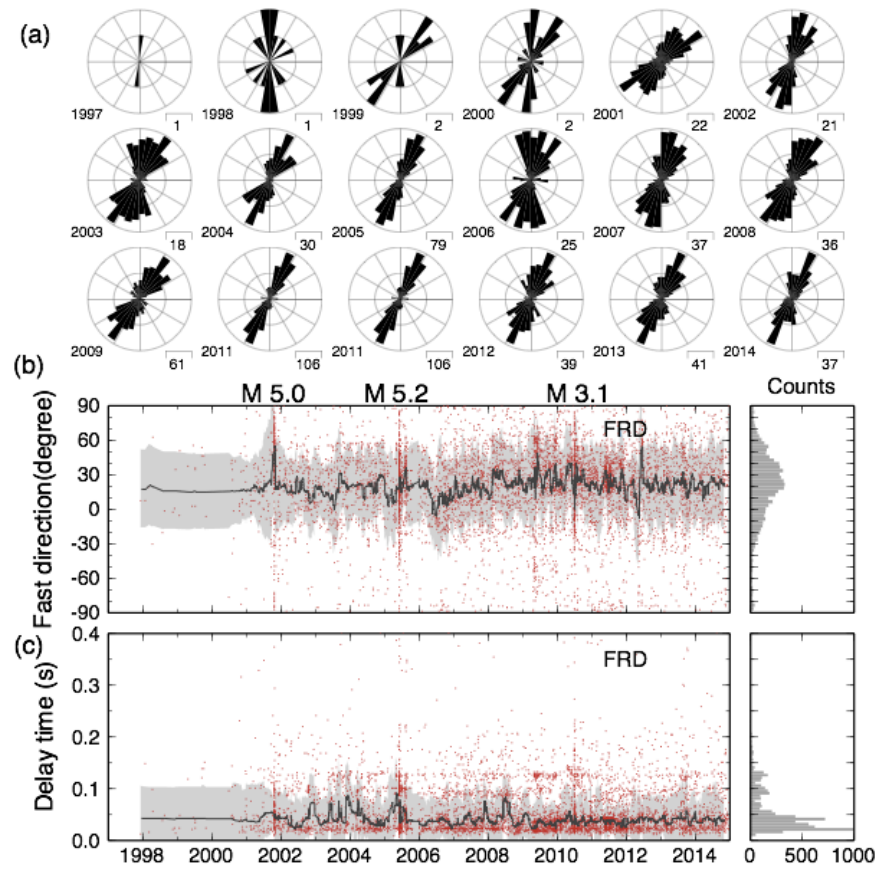 (a)
1997 1 1998 1 1999 2 2000 2 2001 22 2002 21
2003 18 2004 30 2005 79 2006 25 2007 37 2008 36
2009 61 2011 106 2011 106 2012 39 2013 41 2014 37
(b)
M 5.0 M 5.2 M 3.1 Counts
Fast direction(degree)
90
60
30
0
-30
-60
-90
FRD
(c)
Delay time (s)
0.4
0.3
0.2
0.1
0.0
FRD
1998 2000 2002 2004 2006 2008 2010 2012 2014 0 500 1000